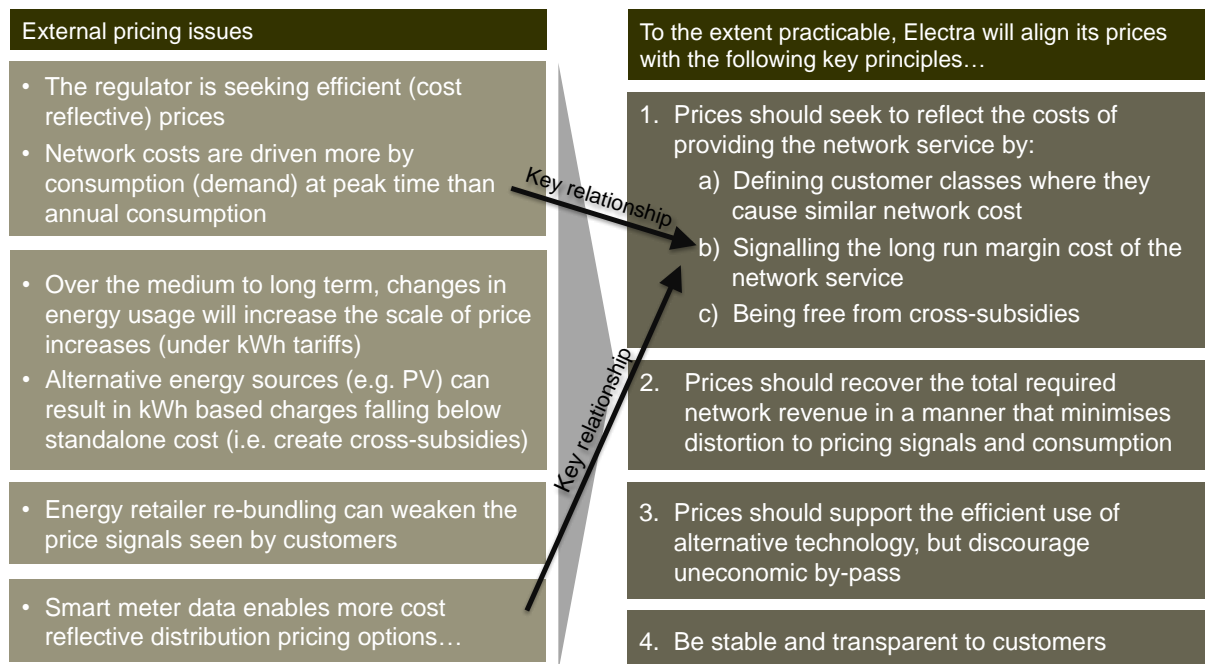 External pricing issues
• The regulator is seeking efficient (cost
reflective) prices
• Network costs are driven more by
consumption (demand) at peak time than
annual consumption
• Over the medium to long term, changes in
energy usage will increase the scale of price
increases (under kWh tariffs)
• Alternative energy sources (e.g. PV) can
result in kWh based charges falling below
standalone cost (i.e. create cross-subsidies)
• Energy retailer re-bundling can weaken the
price signals seen by customers
• Smart meter data enables more cost
reflective distribution pricing options…
Key relationship
Key relationship
To the extent practicable, Electra will align its prices
with the following key principles…
1. Prices should seek to reflect the costs of
providing the network service by:
a) Defining customer classes where they
cause similar network cost
b) Signalling the long run margin cost of the
network service
c) Being free from cross-subsidies
2. Prices should recover the total required
network revenue in a manner that minimises
distortion to pricing signals and consumption
3. Prices should support the efficient use of
alternative technology, but discourage
uneconomic by-pass
4. Be stable and transparent to customers